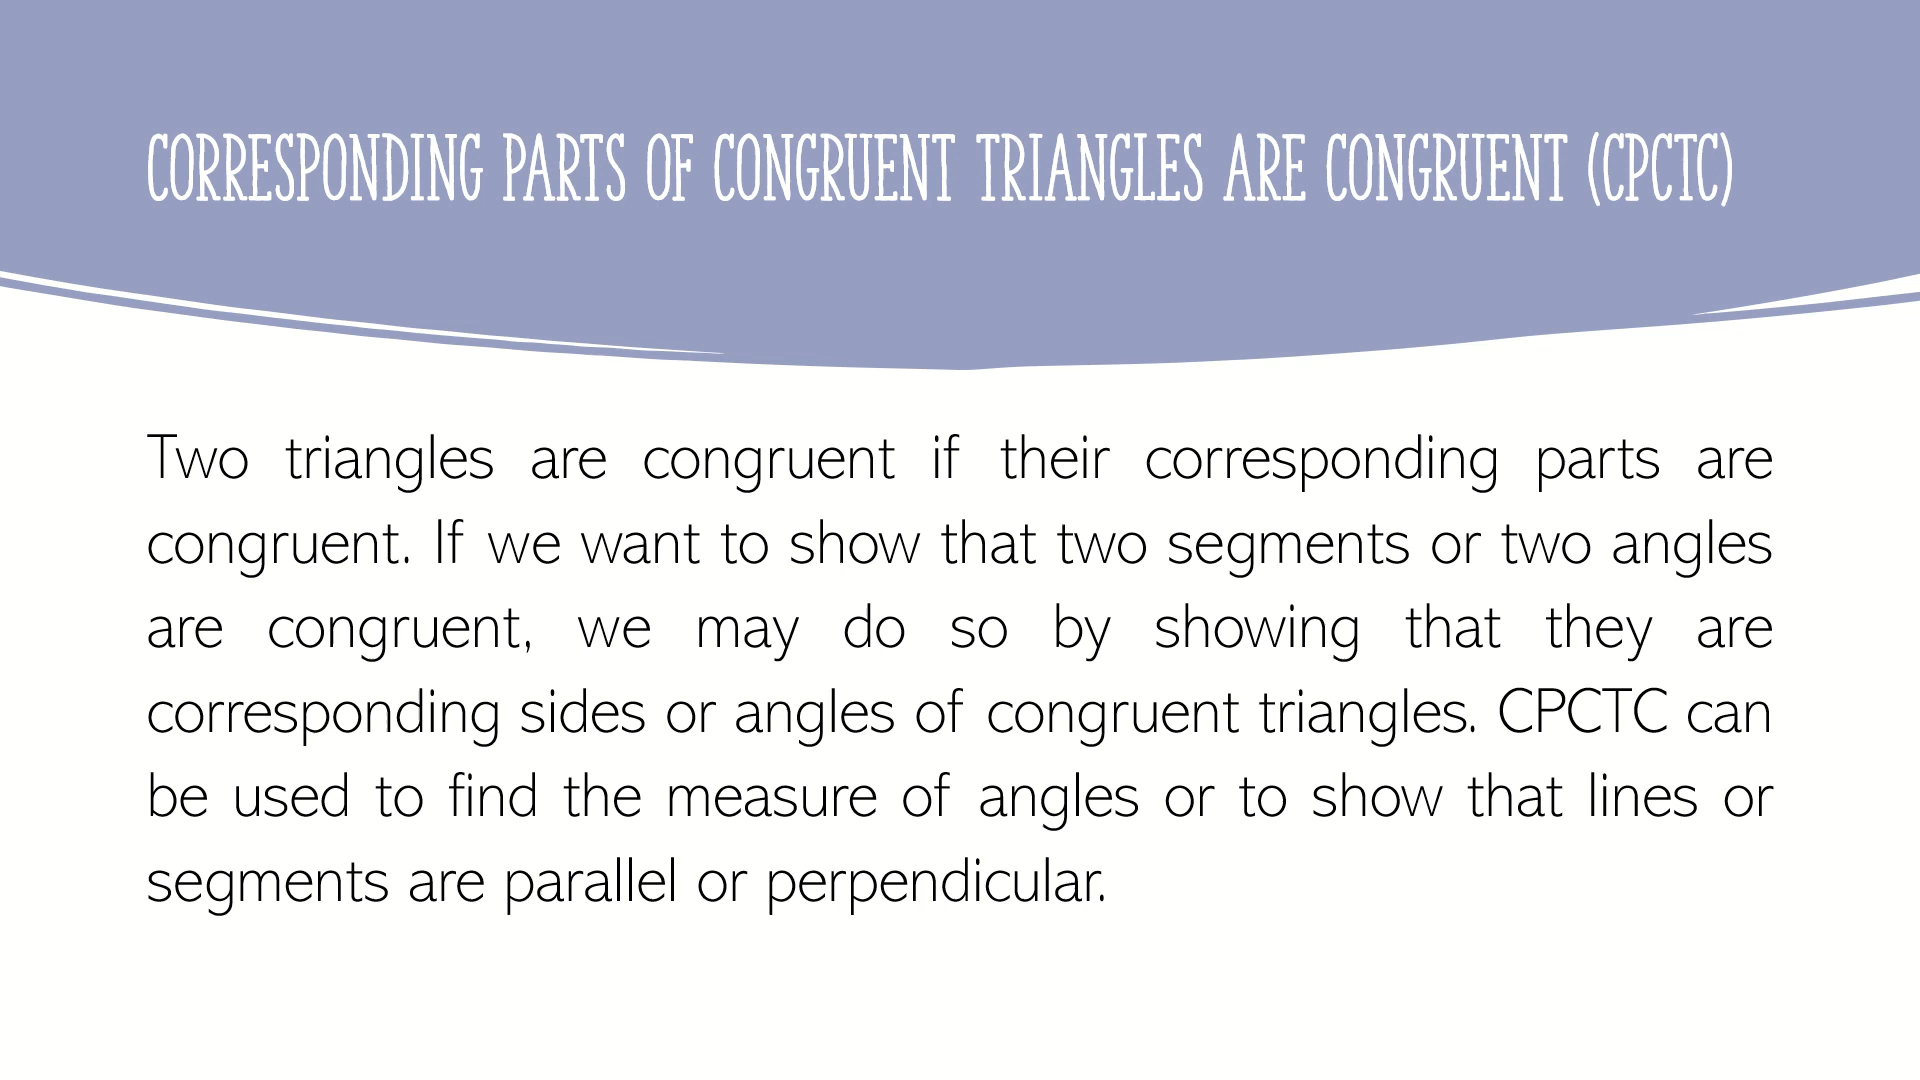 CORRESPONDING PARTS OF CONGRUENT TRIANGLES ARE CONGRUENT (CPCTC)
Two triangles are congruent if their corresponding parts are
congruent. If we want to show that two segments or two angles
are congruent, we may do so by showing that they are
corresponding sides or angles of congruent triangles. CPCTC can
be used to find the measure of angles or to show that lines or
segments are parallel or perpendicular.